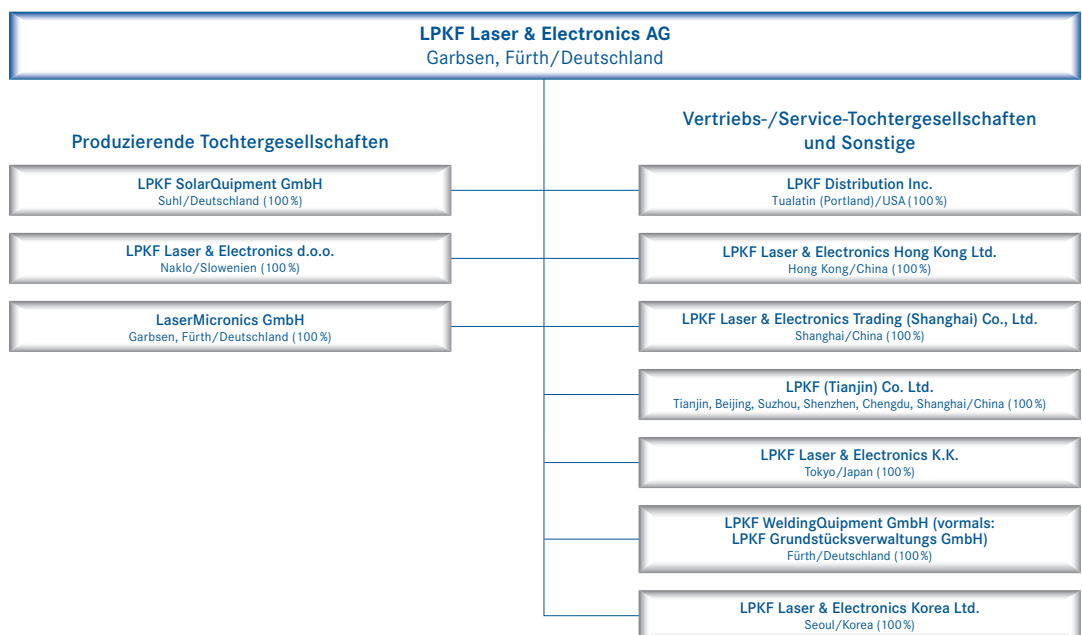 LPKF Laser & Electronics AG
Garbsen, Fürth/Deutschland
Produzierende Tochtergesellschaften
LPKF SolarQuipment GmbH
Suhl/Deutschland (100 %)
LPKF Laser & Electronics d.o.o.
Naklo/Slowenien (100 %)
LaserMicronics GmbH
Garbsen, Fürth/Deutschland (100 %)
Vertriebs-/Service-Tochtergesellschaften
und Sonstige
LPKF Distribution Inc.
Tualatin (Portland)/USA (100 %)
LPKF Laser & Electronics Hong Kong Ltd.
Hong Kong/China (100 %)
LPKF Laser & Electronics Trading (Shanghai) Co., Ltd.
Shanghai/China (100 %)
LPKF (Tianjin) Co. Ltd.
Tianjin, Beijing, Suzhou, Shenzhen, Chengdu, Shanghai/China (100 %)
LPKF Laser & Electronics K.K.
Tokyo/Japan (100 %)
LPKF WeldingQuipment GmbH (vormals:
LPKF Grundstücksverwaltungs GmbH)
Fürth/Deutschland (100 %)
LPKF Laser & Electronics Korea Ltd.
Seoul/Korea (100 %)